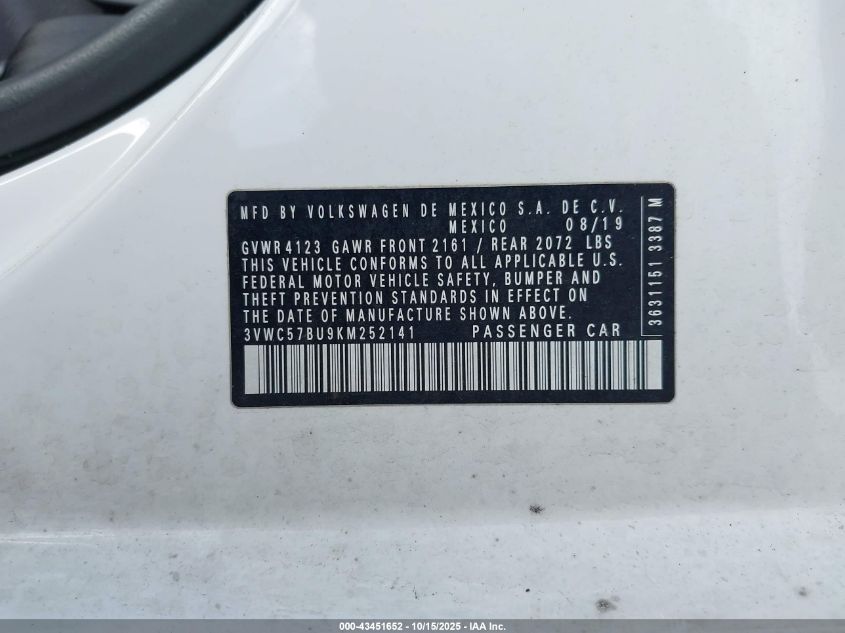 MFD BY VOLKSWAGEN DE MEXICO S.A. DE C.V.
MEXICO 08/19
GVWR 4123 GAWR FRONT 2161 / REAR 2072 LBS
THIS VEHICLE CONFORMS TO ALL APPLICABLE U.S.
FEDERAL MOTOR VEHICLE SAFETY, BUMPER AND
THEFT PREVENTION STANDARDS IN EFFECT ON
THE DATE OF MANUFACTURE SHOWN ABOVE.
3VWC57BU9KM252141 PASSENGER CAR
3631151 3387 M
000-43451652 - 10/15/2025 - IAA Inc.